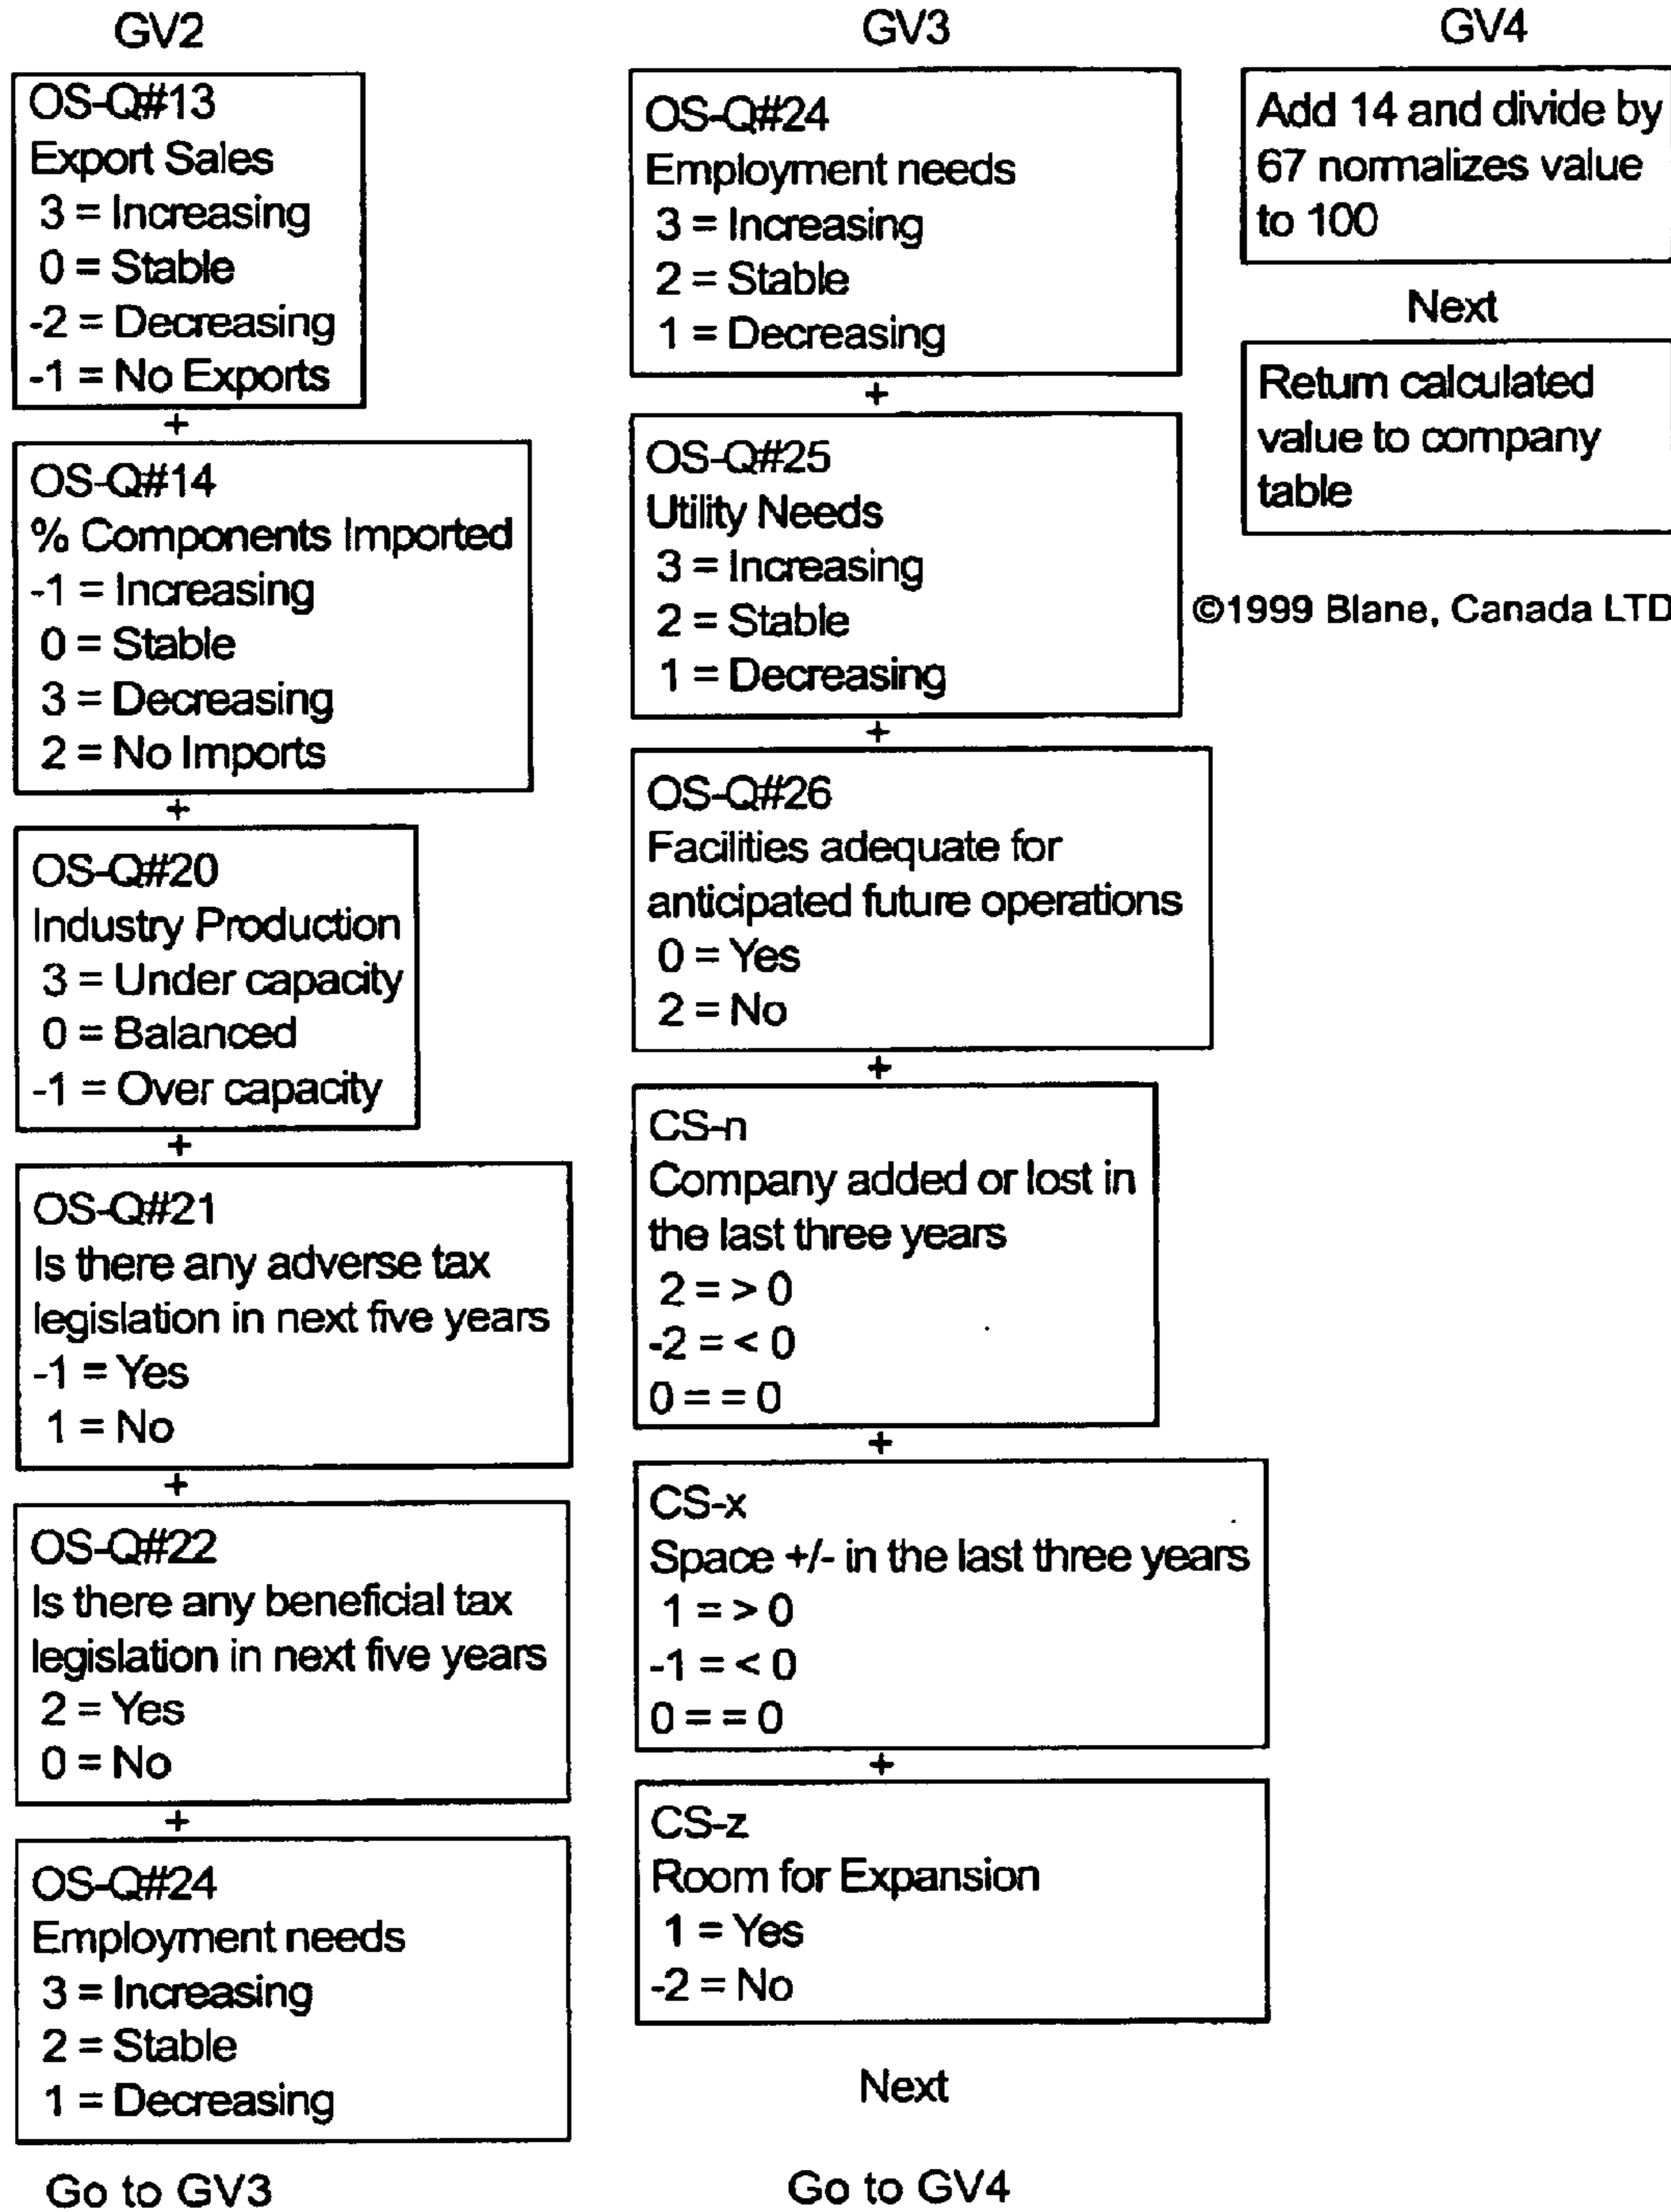 GV2
OS-Q#13
Export Sales
3 = Increasing
0 = Stable
-2 = Decreasing
-1 = No Exports
+
OS-Q#14
% Components Imported
-1 = Increasing
0 = Stable
3 = Decreasing
2 = No Imports
+
OS-Q#20
Industry Production
3 = Under capacity
0 = Balanced
-1 = Over capacity
+
OS-Q#21
Is there any adverse tax
legislation in next five years
-1 = Yes
1 = No
+
OS-Q#22
Is there any beneficial tax
legislation in next five years
2 = Yes
0 = No
+
OS-Q#24
Employment needs
3 = Increasing
2 = Stable
1 = Decreasing
Go to GV3
GV3
OS-Q#24
Employment needs
3 = Increasing
2 = Stable
1 = Decreasing
+
OS-Q#25
Utility Needs
3 = Increasing
2 = Stable
1 = Decreasing
+
OS-Q#26
Facilities adequate for
anticipated future operations
0 = Yes
2 = No
+
CS-n
Company added or lost in
the last three years
2 = > 0
-2 = < 0
0 = = 0
+
CS-x
Space +/- in the last three years
1 = > 0
-1 = < 0
0 = = 0
+
CS-z
Room for Expansion
1 = Yes
-2 = No
Next
Go to GV4
GV4
Add 14 and divide by
67 normalizes value
to 100
Next
Return calculated
value to company
table
©1999 Blane, Canada LTD